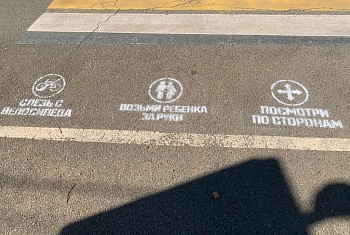 СЛЕЗЬ С
ВЕЛОСИПЕДА
ВОЗЬМИ РЕБЕНКА
ЗА РУКИ
ПОСМОТРИ
ПО СТОРОНАМ